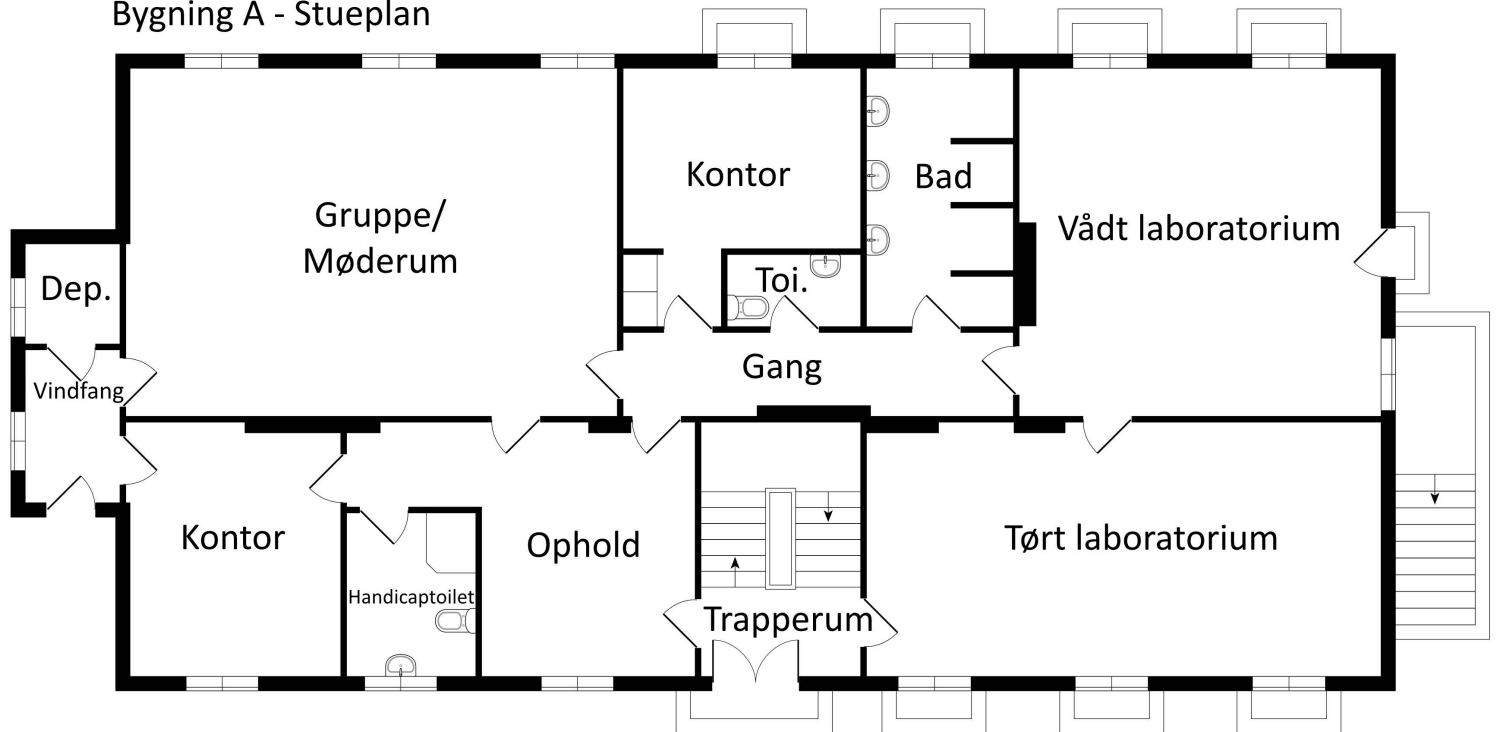 Bygning A - Stueplan
Gruppe/
Møderum
Kontor
Bad
Vådt laboratorium
Dep.
Toi.
Vindfang
Gang
Kontor
Ophold
Tørt laboratorium
Handicaptoilet
Trapperum